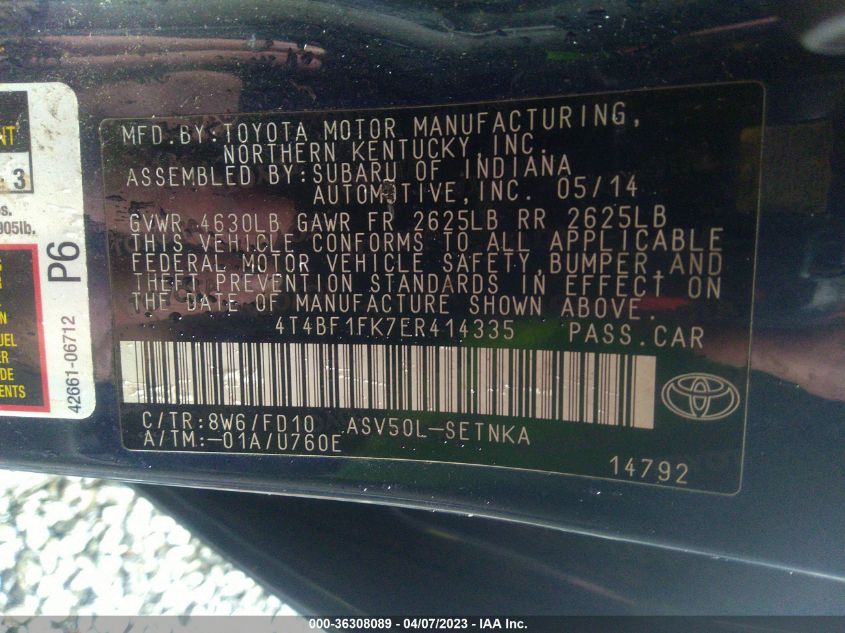 MFD.BY:TOYOTA MOTOR MANUFACTURING,
NORTHERN KENTUCKY, INC.
ASSEMBLED BY:SUBARU OF INDIANA
AUTOMOTIVE,INC. 05/14
GVWR 4630LB GAWR FR 2625LB RR 2625LB
THIS VEHICLE CONFORMS TO ALL APPLICABLE
FEDERAL MOTOR VEHICLE SAFETY,BUMPER,AND
THEFT PREVENTION STANDARDS IN EFFECT ON
THE DATE OF MANUFACTURE SHOWN ABOVE.
4T4BF1FK7ER414335 PASS.CAR
C/TR:8W6/FD10 ASV50L-SETNKA
A/TM:-01A/U760E
14792
3
905lb.
P6
42661-06712
000-36308089 - 04/07/2023 - IAA Inc.